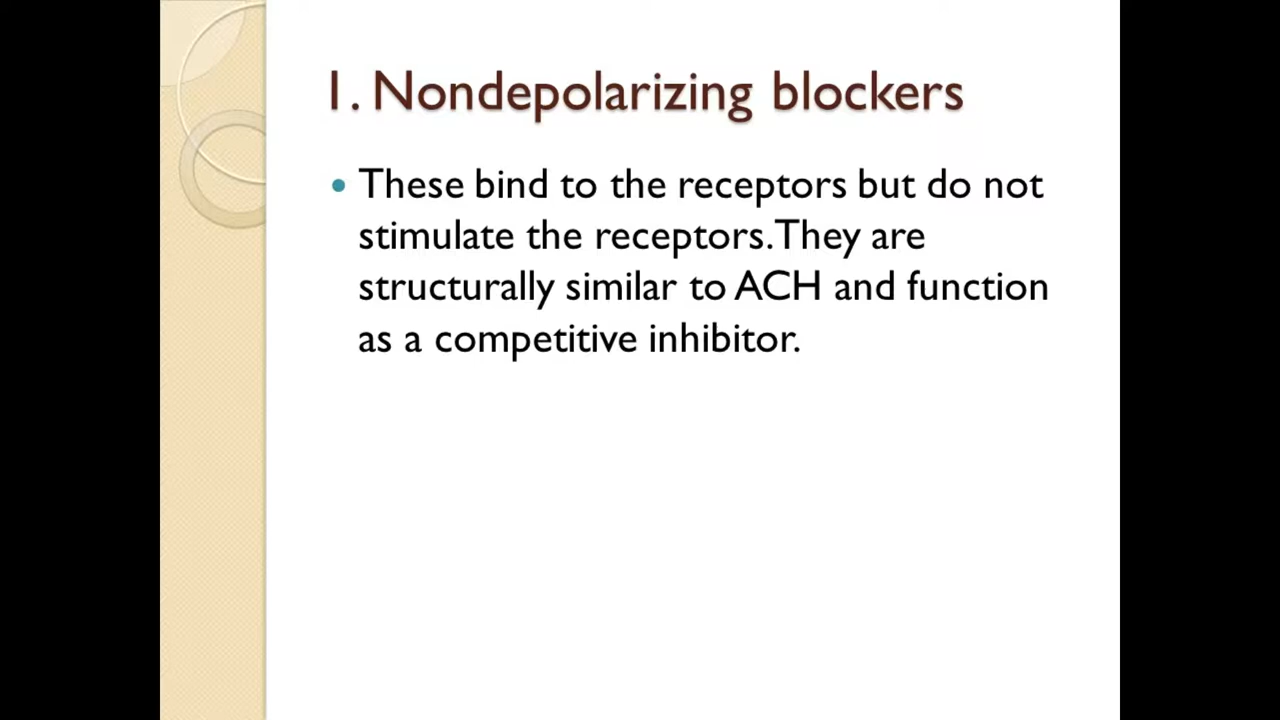 1. Nondepolarizing blockers
• These bind to the receptors but do not
stimulate the receptors. They are
structurally similar to ACH and function
as a competitive inhibitor.